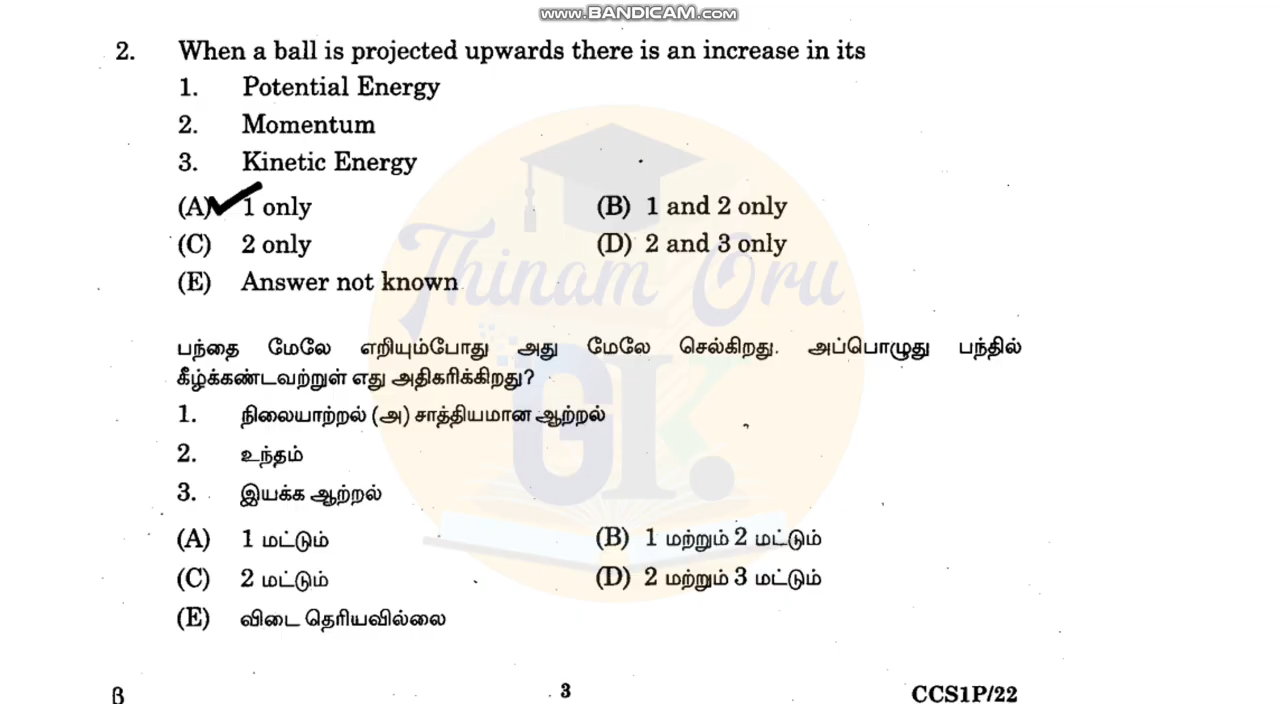 www.BANDICAM.com
2. When a ball is projected upwards there is an increase in its
1. Potential Energy
2. Momentum
3. Kinetic Energy
(A) 1 only (B) 1 and 2 only
(C) 2 only (D) 2 and 3 only
(E) Answer not known
Thinam Oru
GK
பந்தை மேலே எறியும்போது அது மேலே செல்கிறது. அப்பொழுது பந்தில்
கீழ்க்கண்டவற்றுள் எது அதிகரிக்கிறது?
1. நிலையாற்றல் (அ) சாத்தியமான ஆற்றல்
2. உந்தம்
3. இயக்க ஆற்றல்
(A) 1 மட்டும் (B) 1 மற்றும் 2 மட்டும்
(C) 2 மட்டும் (D) 2 மற்றும் 3 மட்டும்
(E) விடை தெரியவில்லை
3 CCS1P/22